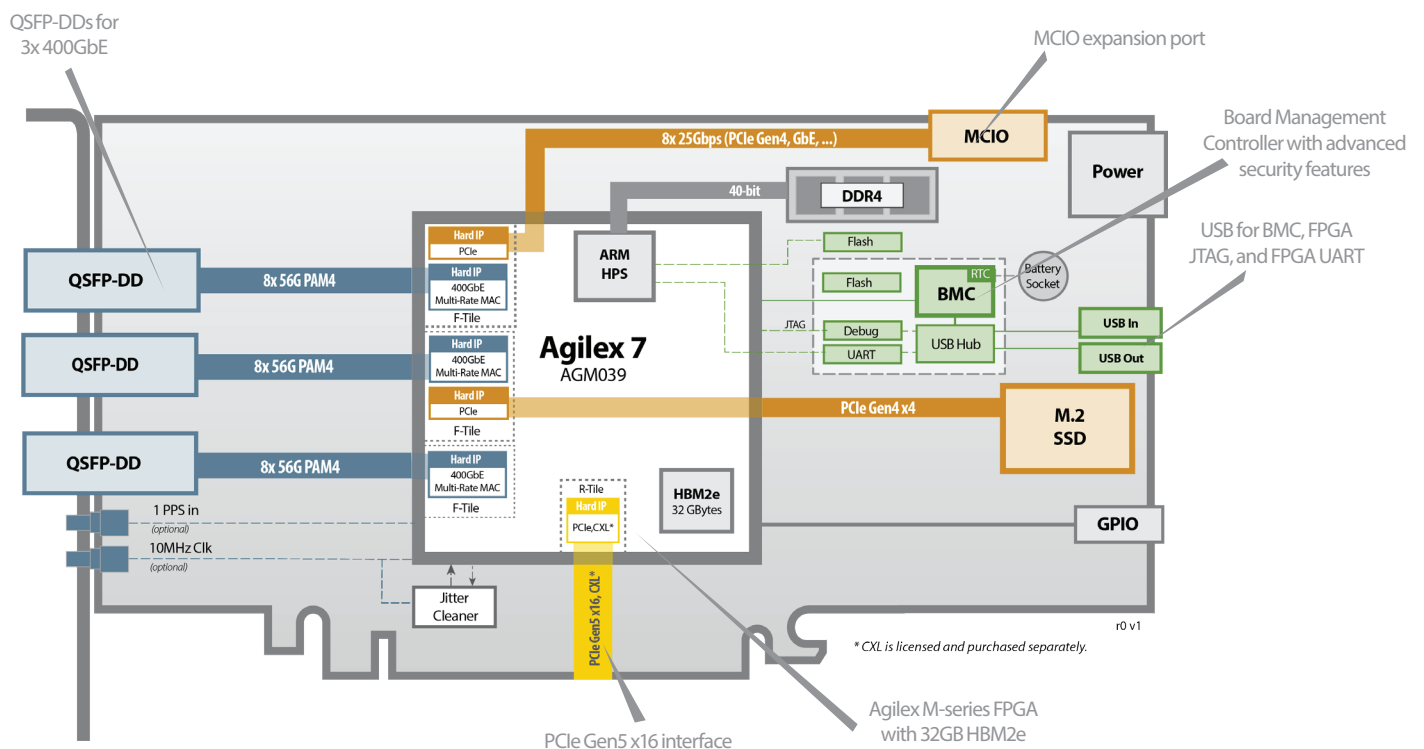 QSFP-DDs for
3x 400GbE
MCIO expansion port
Board Management
Controller with advanced
security features
USB for BMC, FPGA
JTAG, and FPGA UART
8x 25Gbps (PCIe Gen4, GbE, ...)
MCIO
Power
40-bit
DDR4
Hard IP
PCIe
ARM
HPS
Flash
QSFP-DD
8x 56G PAM4
Hard IP
400GbE
Multi-Rate MAC
F-Tile
Flash
RTC
BMC
Battery
Socket
JTAG
Debug
UART
USB Hub
USB In
USB Out
QSFP-DD
8x 56G PAM4
Hard IP
400GbE
Multi-Rate MAC
Agilex 7
AGM039
Hard IP
PCIe
F-Tile
PCIe Gen4 x4
M.2
SSD
QSFP-DD
8x 56G PAM4
Hard IP
400GbE
Multi-Rate MAC
F-Tile
R-Tile
Hard IP
PCIe,CXL*
HBM2e
32 GBytes
GPIO
1 PPS in
(optional)
10MHz Clk
(optional)
Jitter
Cleaner
PCIe Gen5 x16, CXL*
r0 v1
* CXL is licensed and purchased separately.
Agilex M-series FPGA
with 32GB HBM2e
PCIe Gen5 x16 interface